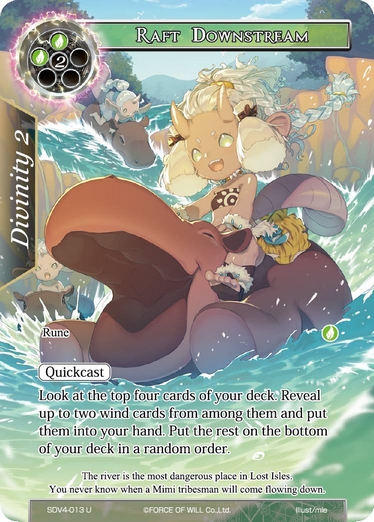 Raft Downstream
2
Divinity 2
Rune
Quickcast
Look at the top four cards of your deck. Reveal
up to two wind cards from among them and put
them into your hand. Put the rest on the bottom
of your deck in a random order.
The river is the most dangerous place in Lost Isles.
You never know when a Mimi tribesman will come flowing down.
SDV4-013 U
©FORCE OF WILL Co.,Ltd.
Illust/mle